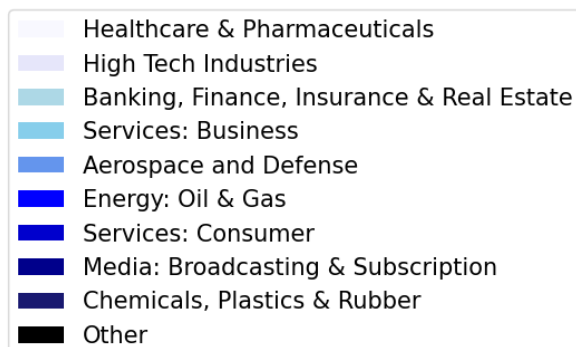 Healthcare & Pharmaceuticals
High Tech Industries
Banking, Finance, Insurance & Real Estate
Services: Business
Aerospace and Defense
Energy: Oil & Gas
Services: Consumer
Media: Broadcasting & Subscription
Chemicals, Plastics & Rubber
Other